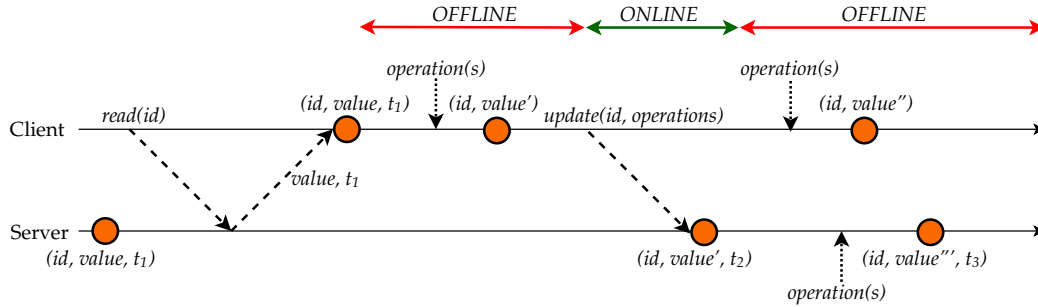 OFFLINE ONLINE OFFLINE
operation(s) operation(s)
read(id) (id, value, t1) (id, value') update(id, operations) (id, value'')
Client
value, t1
Server
(id, value, t1) (id, value', t2) (id, value''', t3)
operation(s)